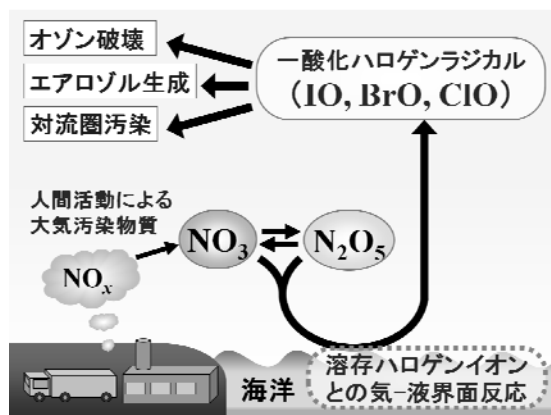 オゾン破壊
エアロゾル生成
対流圏汚染
一酸化ハロゲンラジカル
（IO, BrO, ClO）
人間活動による
大気汚染物質
NOx
NO3
N2O5
海洋
溶存ハロゲンイオン
との気-液界面反応